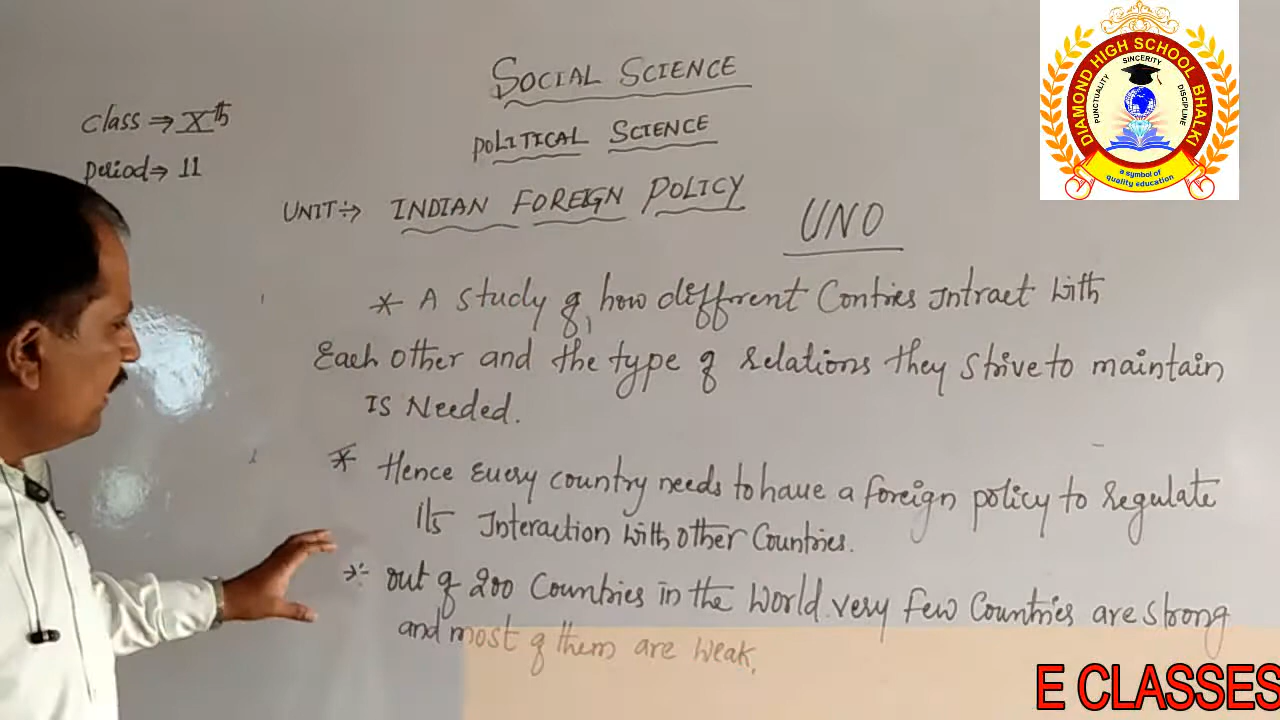 SOCIAL SCIENCE
Class ⇒ Xth
POLITICAL SCIENCE
Period ⇒ 11
UNIT ÷> INDIAN FOREIGN POLICY
UNO
* A study of how different Contries Intract with
Each other and the type of relations they strive to maintain
Is Needed.
* Hence Every country needs to have a foreign policy to regulate
Its Interaction with other Countries.
out of 200 Countries in the World. very few Countries are strong
and most of them are weak.
DIAMOND HIGH SCHOOL BHALKI
SINCERITY
PUNCTUALITY
DISCIPLINE
a symbol of
quality education
E CLASSES